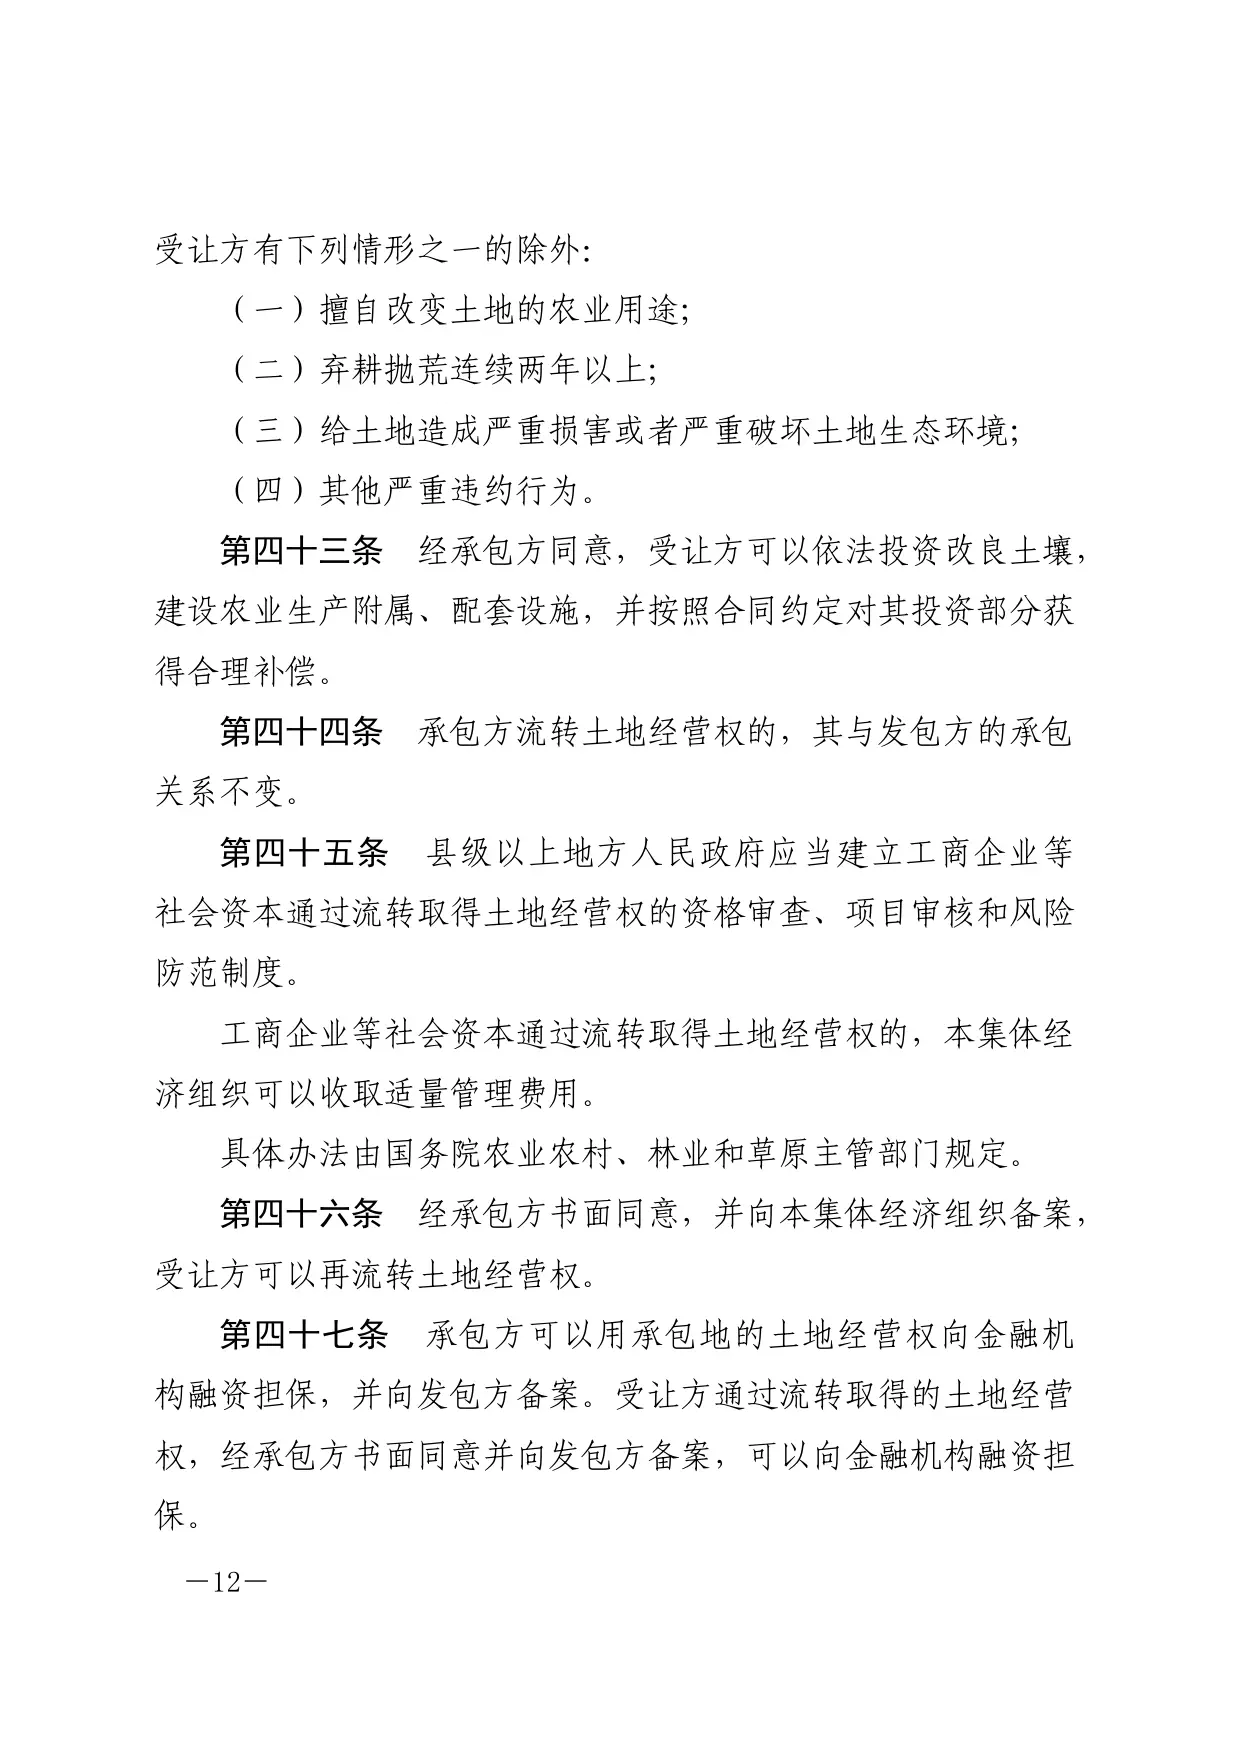 受让方有下列情形之一的除外：
（一）擅自改变土地的农业用途；
（二）弃耕抛荒连续两年以上；
（三）给土地造成严重损害或者严重破坏土地生态环境；
（四）其他严重违约行为。
第四十三条　经承包方同意，受让方可以依法投资改良土壤，
建设农业生产附属、配套设施，并按照合同约定对其投资部分获
得合理补偿。
第四十四条　承包方流转土地经营权的，其与发包方的承包
关系不变。
第四十五条　县级以上地方人民政府应当建立工商企业等
社会资本通过流转取得土地经营权的资格审查、项目审核和风险
防范制度。
工商企业等社会资本通过流转取得土地经营权的，本集体经
济组织可以收取适量管理费用。
具体办法由国务院农业农村、林业和草原主管部门规定。
第四十六条　经承包方书面同意，并向本集体经济组织备案，
受让方可以再流转土地经营权。
第四十七条　承包方可以用承包地的土地经营权向金融机
构融资担保，并向发包方备案。受让方通过流转取得的土地经营
权，经承包方书面同意并向发包方备案，可以向金融机构融资担
保。
—12—